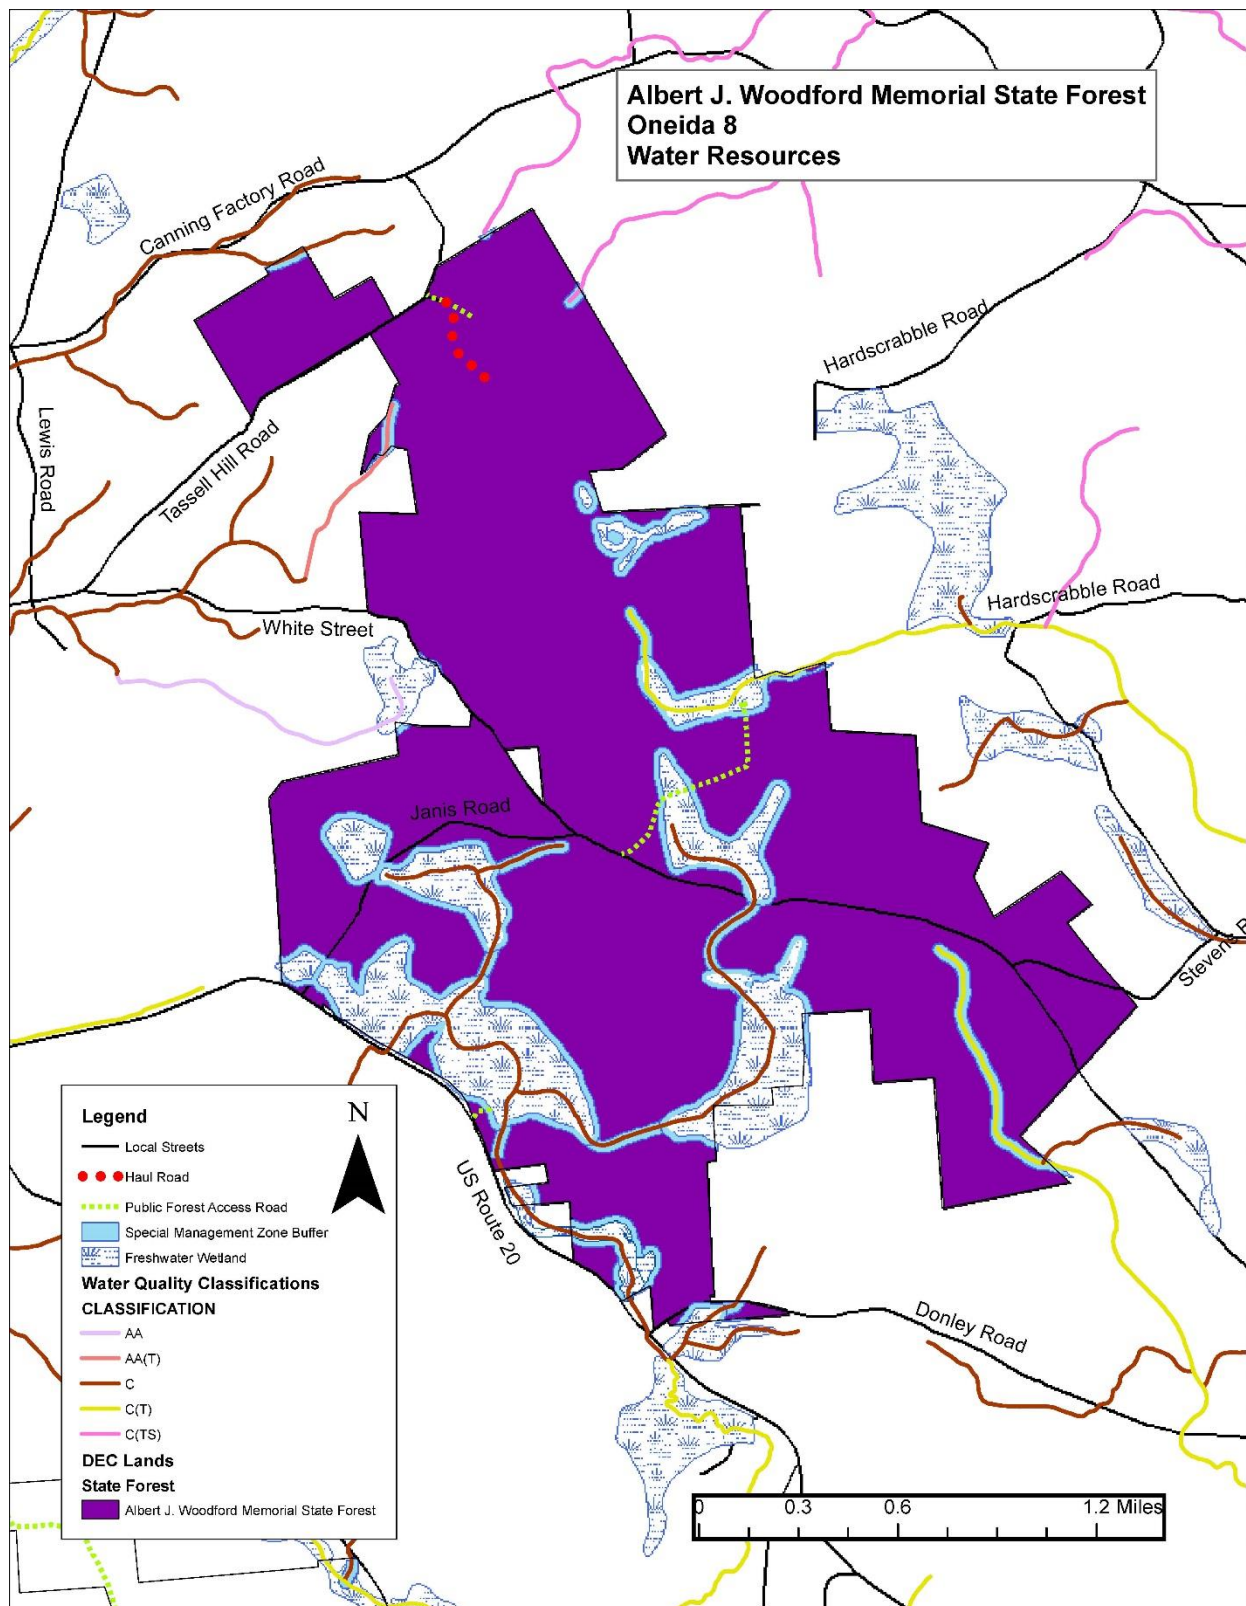 Albert J. Woodford Memorial State Forest
Oneida 8
Water Resources
Canning Factory Road
Hardscrabble Road
Lewis Road
Tassell Hill Road
Hardscrabble Road
White Street
Janis Road
Stevens R
US Route 20
Donley Road
Legend
N
Local Streets
Haul Road
Public Forest Access Road
Special Management Zone Buffer
Freshwater Wetland
Water Quality Classifications
CLASSIFICATION
AA
AA(T)
C
C(T)
C(TS)
DEC Lands
State Forest
Albert J. Woodford Memorial State Forest
0 0.3 0.6 1.2 Miles